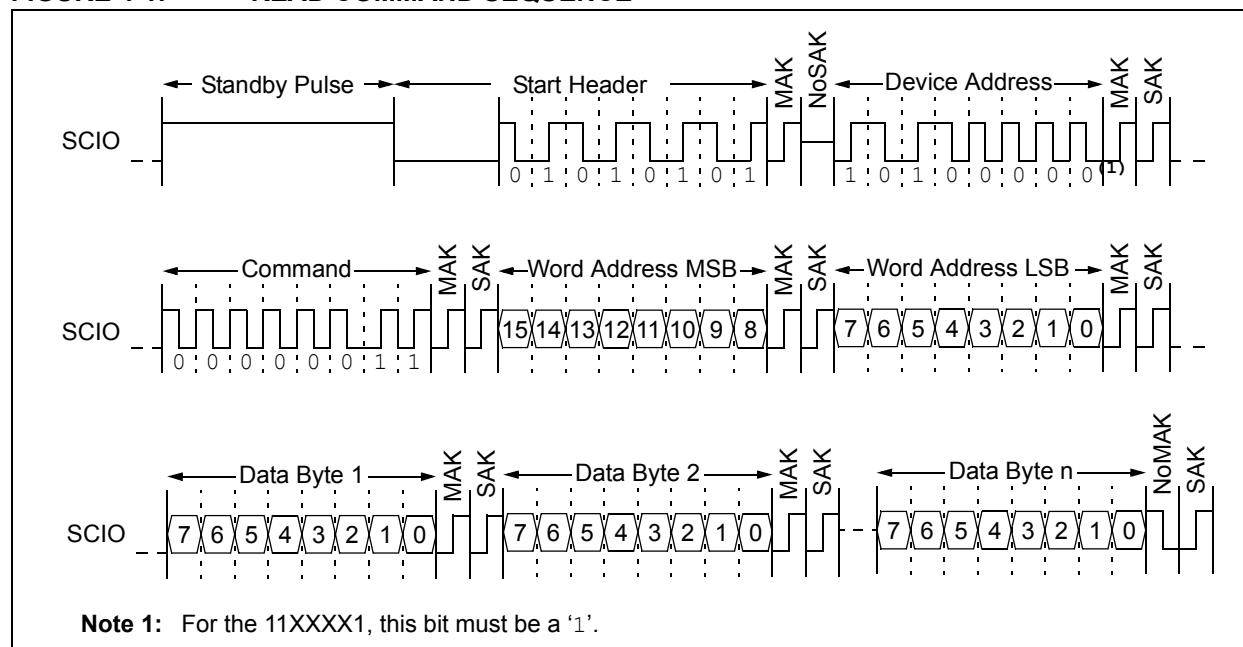 Standby Pulse Start Header MAK NoSAK Device Address MAK SAK
SCIO
0 1 0 1 0 1 0 1 1 0 1 0 0 0 0 0(1)
Command MAK SAK Word Address MSB MAK SAK Word Address LSB MAK SAK
SCIO 15 14 13 12 11 10 9 8 7 6 5 4 3 2 1 0
0 0 0 0 0 0 1 1
Data Byte 1 MAK SAK Data Byte 2 MAK SAK Data Byte n NoMAK SAK
SCIO 7 6 5 4 3 2 1 0 7 6 5 4 3 2 1 0 7 6 5 4 3 2 1 0
Note 1: For the 11XXXX1, this bit must be a ‘1’.